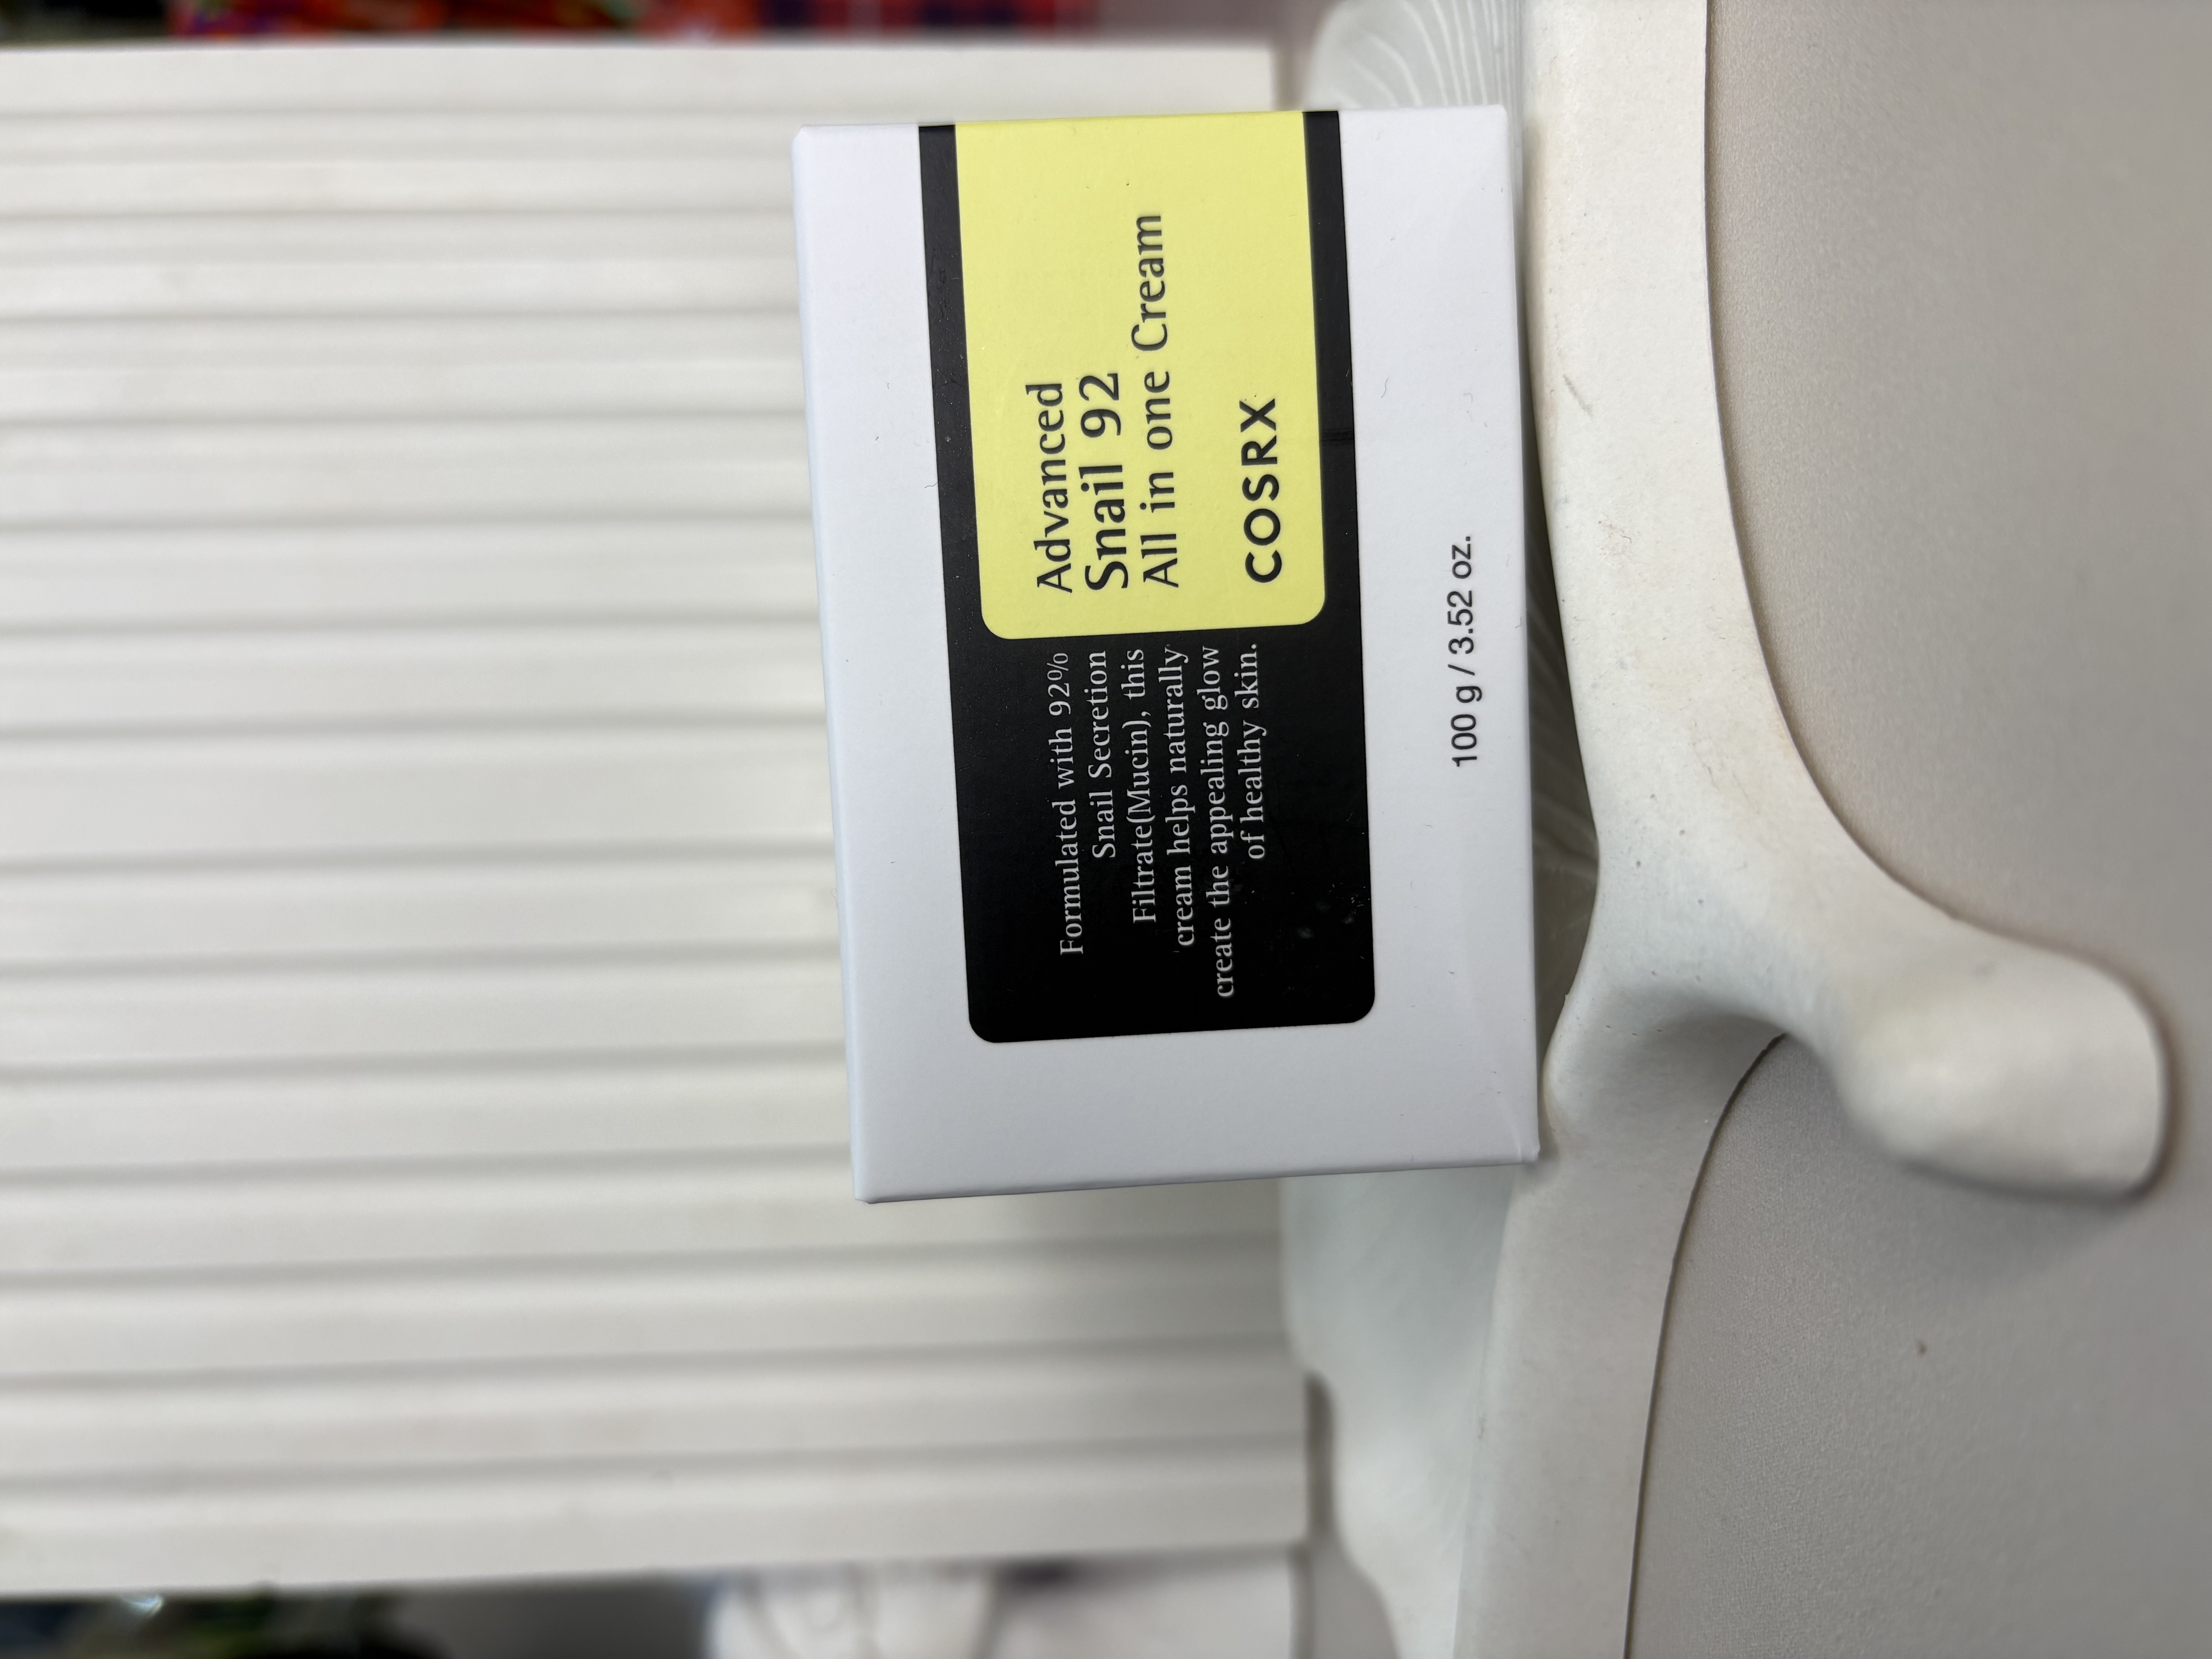 Advanced
Snail 92
All in one Cream
COSRX
Formulated with 92%
Snail Secretion
Filtrate(Mucin), this
cream helps naturally
create the appealing glow
of healthy skin.
100 g / 3.52 oz.